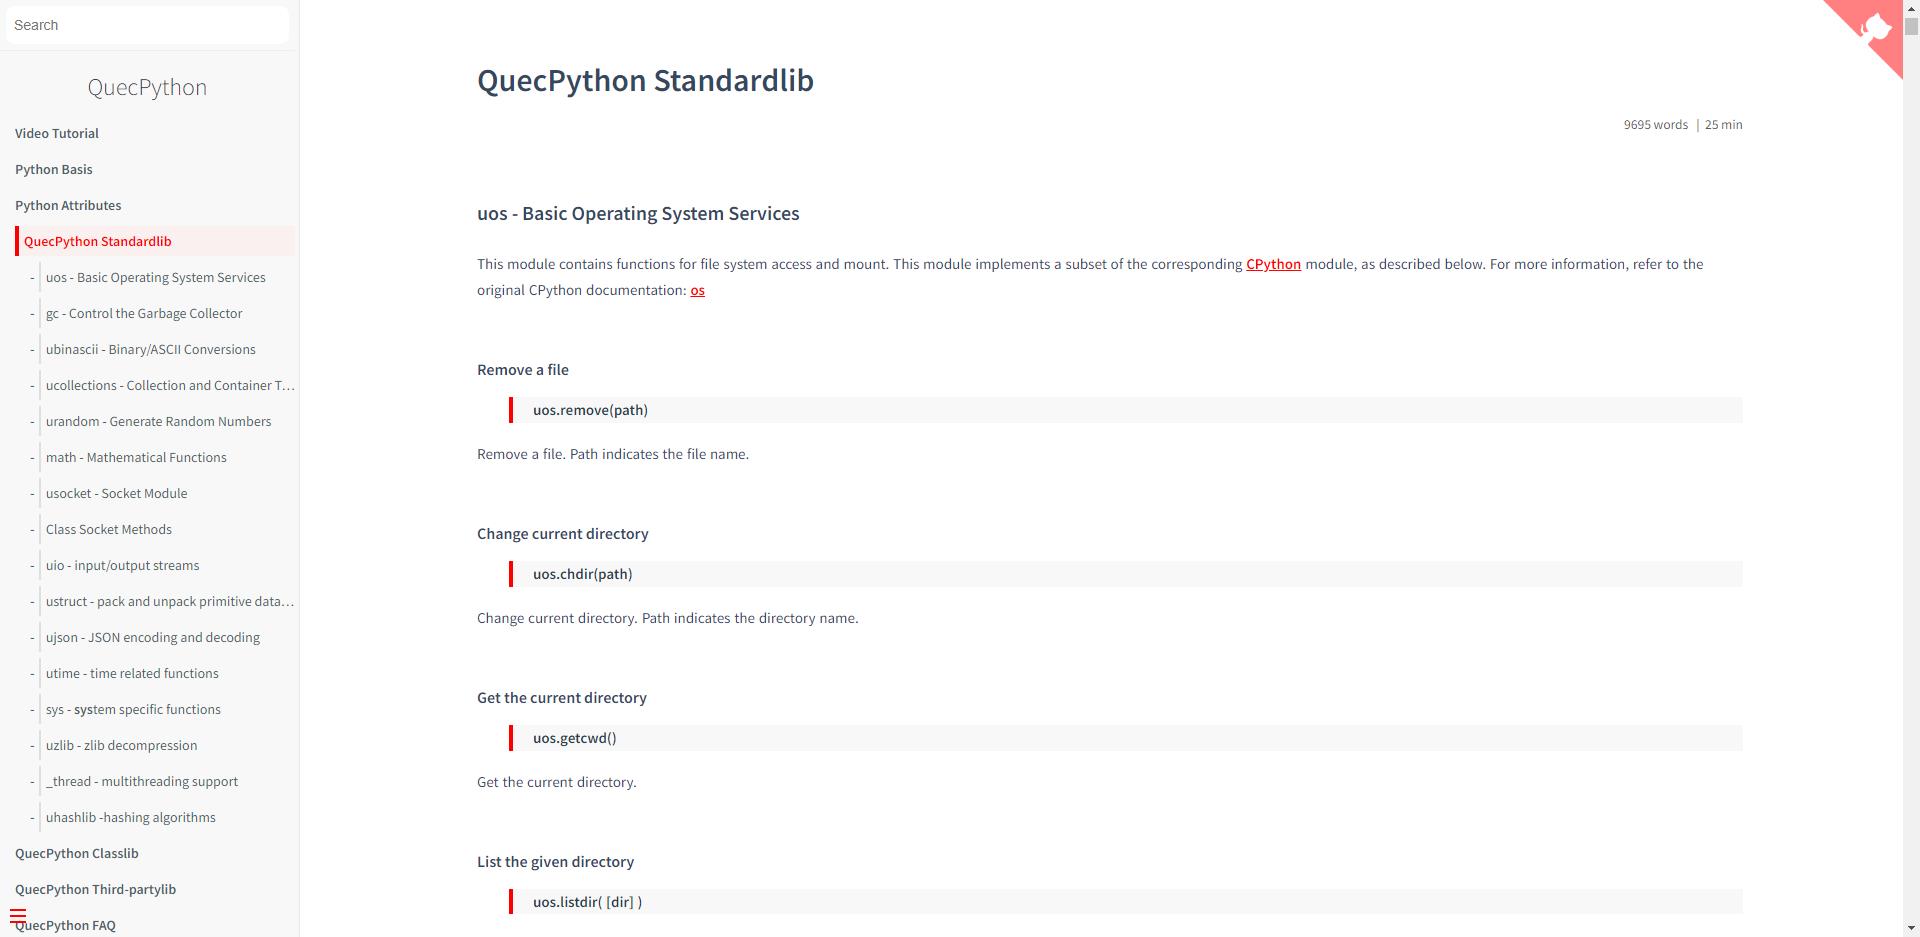 Search
QuecPython
Video Tutorial
Python Basis
Python Attributes
QuecPython Standardlib
- uos - Basic Operating System Services
- gc - Control the Garbage Collector
- ubinascii - Binary/ASCII Conversions
- ucollections - Collection and Container T…
- urandom - Generate Random Numbers
- math - Mathematical Functions
- usocket - Socket Module
- Class Socket Methods
- uio - input/output streams
- ustruct - pack and unpack primitive data…
- ujson - JSON encoding and decoding
- utime - time related functions
- sys - system specific functions
- uzlib - zlib decompression
- _thread - multithreading support
- uhashlib -hashing algorithms
QuecPython Classlib
QuecPython Third-partylib
QuecPython FAQ
QuecPython Standardlib
9695 words | 25 min
uos - Basic Operating System Services
This module contains functions for file system access and mount. This module implements a subset of the corresponding CPython module, as described below. For more information, refer to the
original CPython documentation: os
Remove a file
uos.remove(path)
Remove a file. Path indicates the file name.
Change current directory
uos.chdir(path)
Change current directory. Path indicates the directory name.
Get the current directory
uos.getcwd()
Get the current directory.
List the given directory
uos.listdir( [dir] )